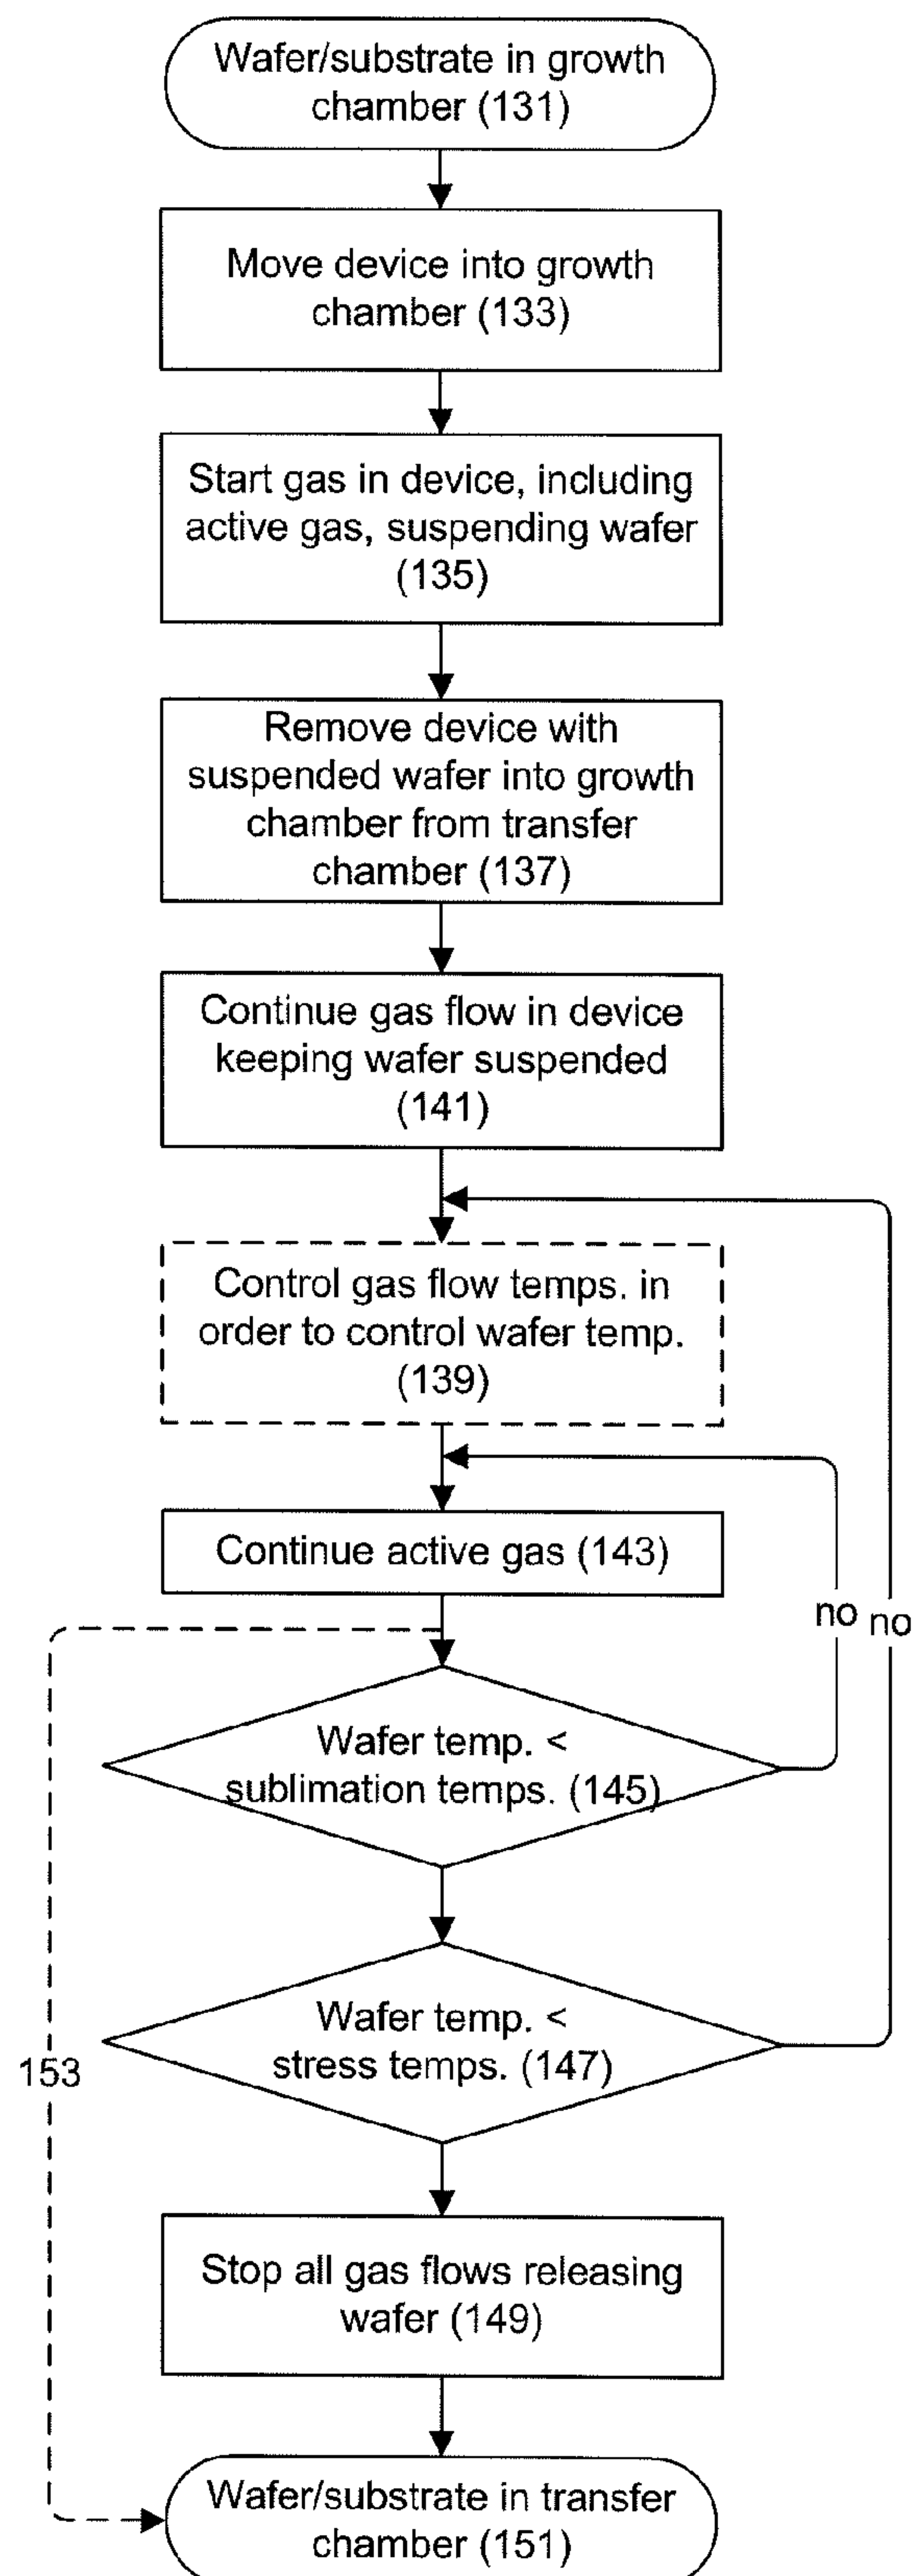 Wafer/substrate in growth
chamber (131)
Move device into growth
chamber (133)
Start gas in device, including
active gas, suspending wafer
(135)
Remove device with
suspended wafer into growth
chamber from transfer
chamber (137)
Continue gas flow in device
keeping wafer suspended
(141)
Control gas flow temps. in
order to control wafer temp.
(139)
Continue active gas (143)
no no
Wafer temp. <
sublimation temps. (145)
Wafer temp. <
stress temps. (147)
153
Stop all gas flows releasing
wafer (149)
Wafer/substrate in transfer
chamber (151)